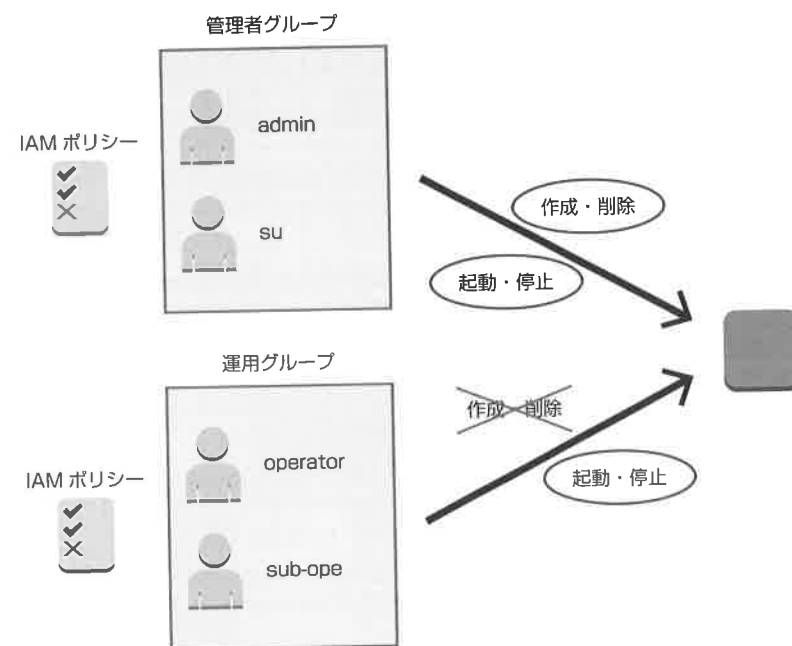 管理者グループ
IAM ポリシー
admin
su
作成・削除
起動・停止
運用グループ
IAM ポリシー
operator
sub-ope
作成・削除
起動・停止